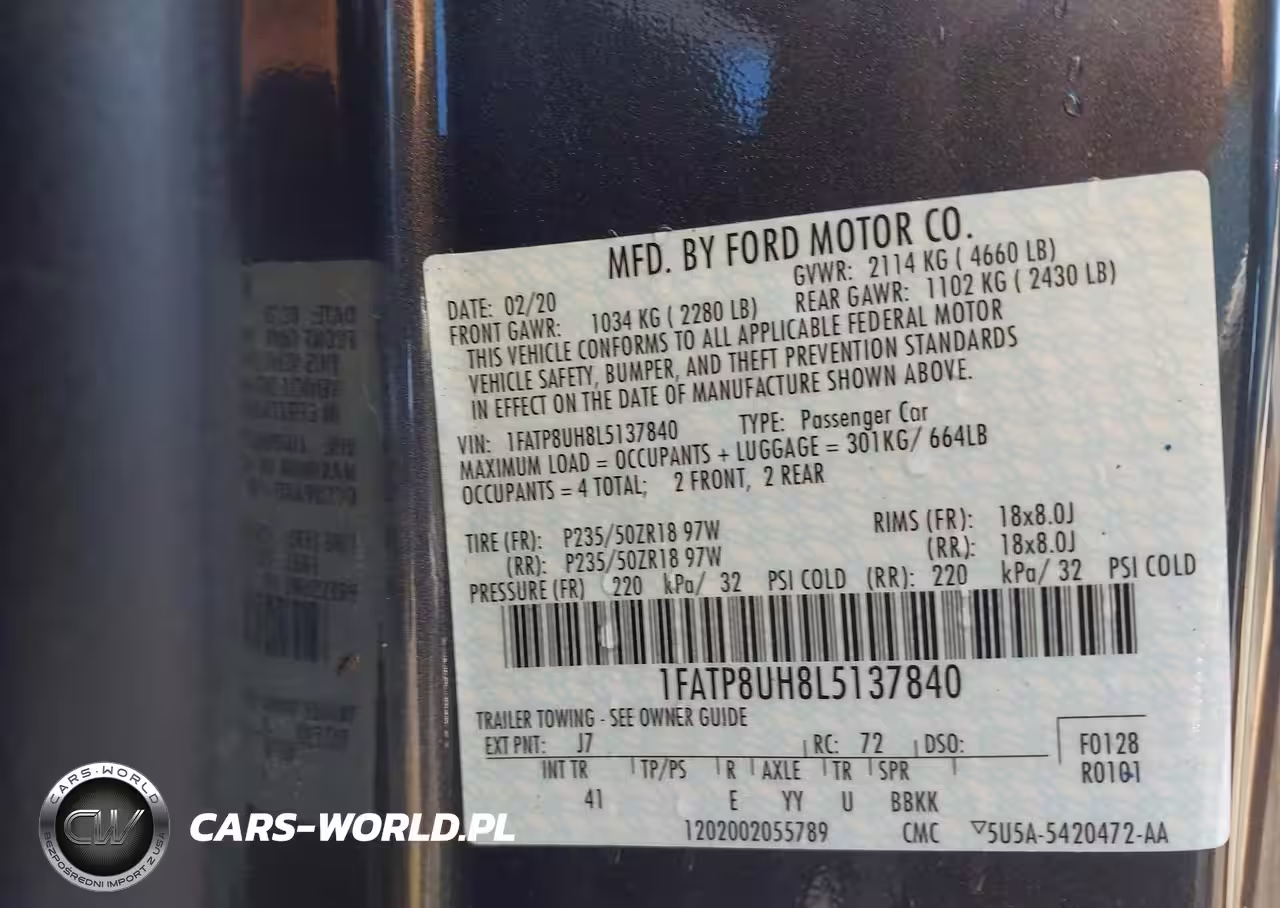 MFD. BY FORD MOTOR CO.
DATE: 02/20 GVWR: 2114 KG ( 4660 LB)
FRONT GAWR: 1034 KG ( 2280 LB) REAR GAWR: 1102 KG ( 2430 LB)
THIS VEHICLE CONFORMS TO ALL APPLICABLE FEDERAL MOTOR
VEHICLE SAFETY, BUMPER, AND THEFT PREVENTION STANDARDS
IN EFFECT ON THE DATE OF MANUFACTURE SHOWN ABOVE.
VIN: 1FATP8UH8L5137840 TYPE: Passenger Car
MAXIMUM LOAD = OCCUPANTS + LUGGAGE = 301KG/ 664LB
OCCUPANTS = 4 TOTAL; 2 FRONT, 2 REAR
TIRE (FR): P235/50ZR18 97W RIMS (FR): 18x8.0J
(RR): P235/50ZR18 97W (RR): 18x8.0J
PRESSURE (FR) 220 kPa/ 32 PSI COLD (RR): 220 kPa/ 32 PSI COLD
1FATP8UH8L5137840
TRAILER TOWING - SEE OWNER GUIDE
EXT PNT: J7 RC: 72 DSO: F0128
R0101
INT TR TP/PS R AXLE TR SPR
41 E YY U BBKK
1202002055789 CMC ▽5U5A-5420472-AA
CARS-WORLD
CW
BEZPOŚREDNI IMPORT Z USA
CARS-WORLD.PL